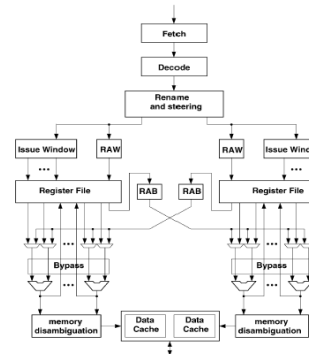 Fetch
Decode
Rename
and steering
Issue Window
RAW
RAW
Issue Wind
Register File
RAB
RAB
Register File
Bypass
Bypass
memory
disambiguation
Data
Cache
Data
Cache
memory
disambiguation